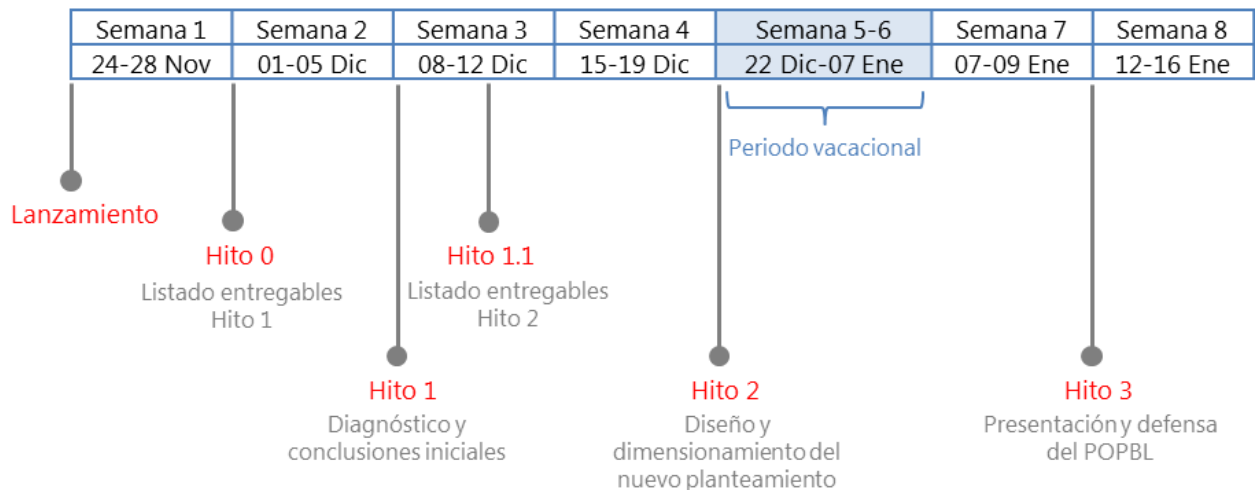 Semana 1 Semana 2 Semana 3 Semana 4 Semana 5-6 Semana 7 Semana 8
24-28 Nov 01-05 Dic 08-12 Dic 15-19 Dic 22 Dic-07 Ene 07-09 Ene 12-16 Ene
Periodo vacacional
Lanzamiento
Hito 0
Listado entregables
Hito 1
Hito 1.1
Listado entregables
Hito 2
Hito 1
Diagnóstico y
conclusiones iniciales
Hito 2
Diseño y
dimensionamiento del
nuevo planteamiento
Hito 3
Presentación y defensa
del POPBL